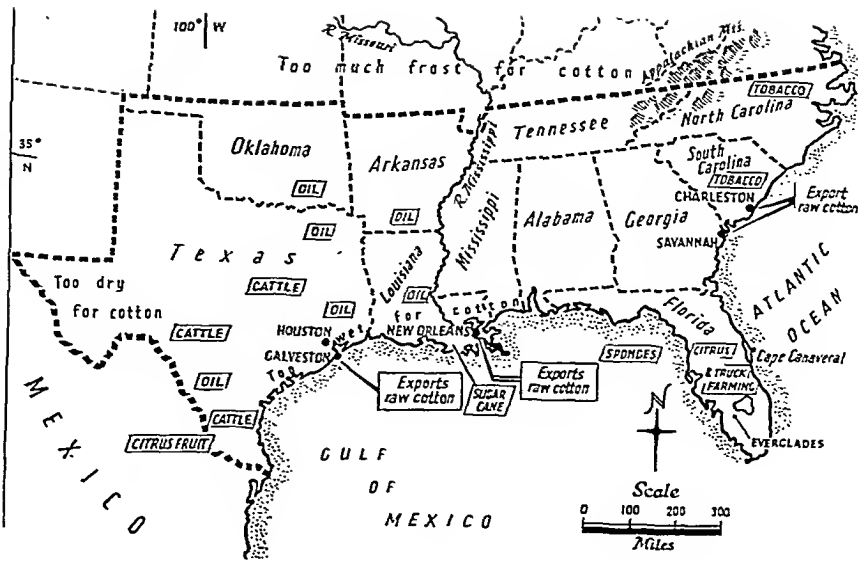 100° W
R. Missouri
Too much frost for cotton
Appalachian Mts.
TOBACCO
North Carolina
Tennessee
35°
N
Oklahoma
Arkansas
R. Mississippi
South
Carolina
TOBACCO
CHARLESTON
Export
raw cotton
OIL
OIL
OIL
Mississippi
Alabama
Georgia
SAVANNAH
Texas
Louisiana
ATLANTIC
OCEAN
Too dry
for cotton
CATTLE
OIL
OIL
Too wet for cotton
Florida
CATTLE
HOUSTON
NEW ORLEANS
GALVESTON
SPONGES
CITRUS
Cape Canaveral
& TRUCK
FARMING
OIL
Exports
raw cotton
SUGAR
CANE
Exports
raw cotton
CATTLE
CITRUS FRUIT
N
EVERGLADES
MEXICO
GULF
OF
MEXICO
Scale
0 100 200 300
Miles